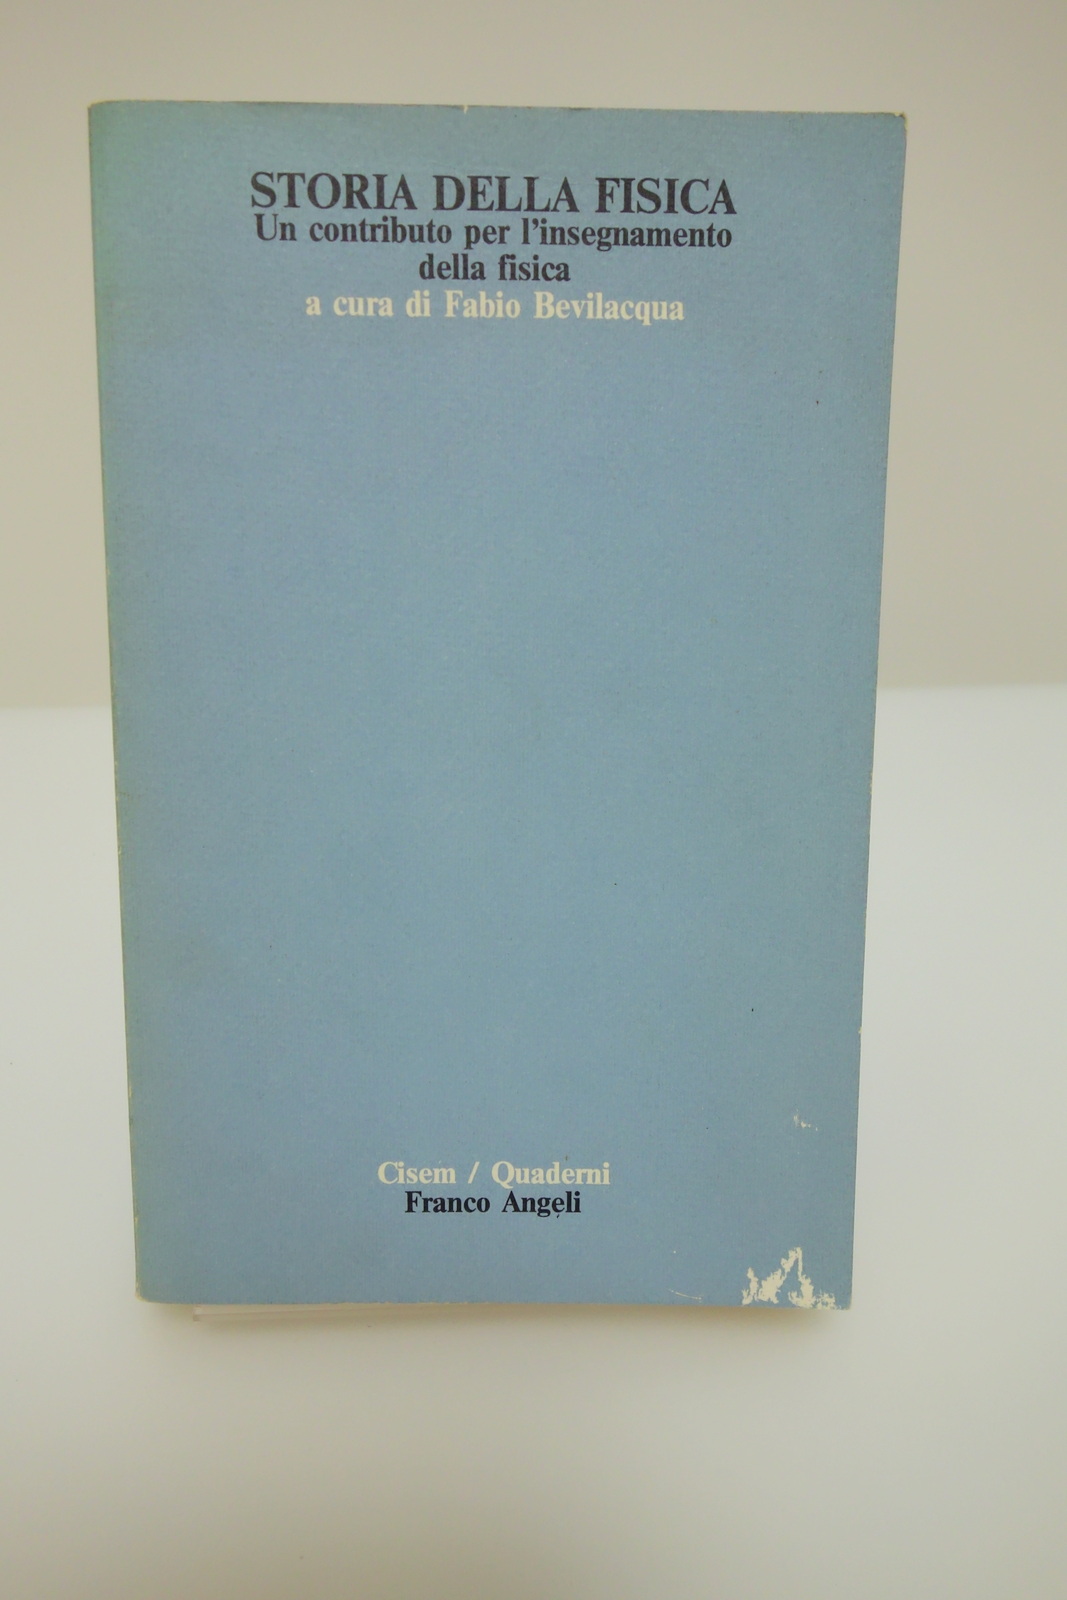 STORIA DELLA FISICA
Un contributo per l'insegnamento
della fisica
a cura di Fabio Bevilacqua
Cisem / Quaderni
Franco Angeli